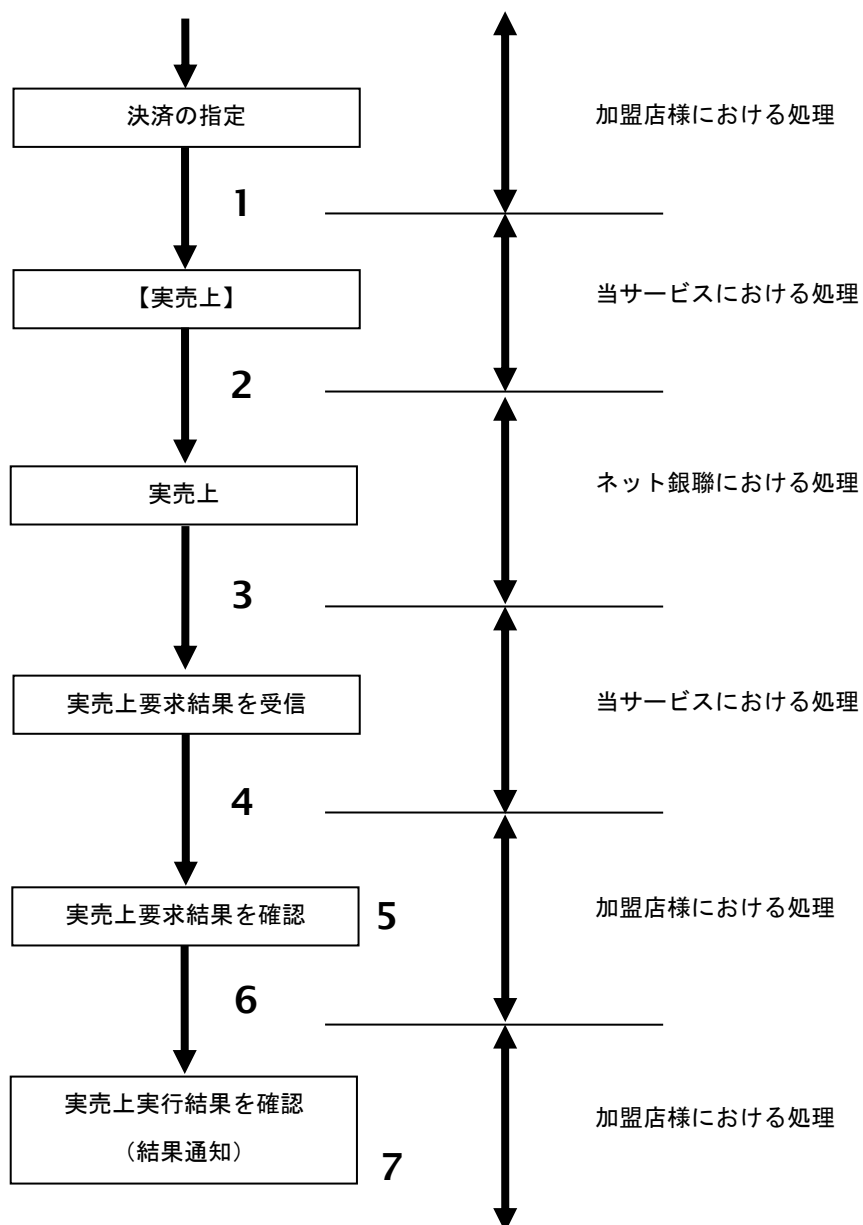 決済の指定
加盟店様における処理
1
【実売上】
当サービスにおける処理
2
実売上
ネット銀聯における処理
3
実売上要求結果を受信
当サービスにおける処理
4
実売上要求結果を確認
5
加盟店様における処理
6
実売上実行結果を確認
（結果通知）
7
加盟店様における処理